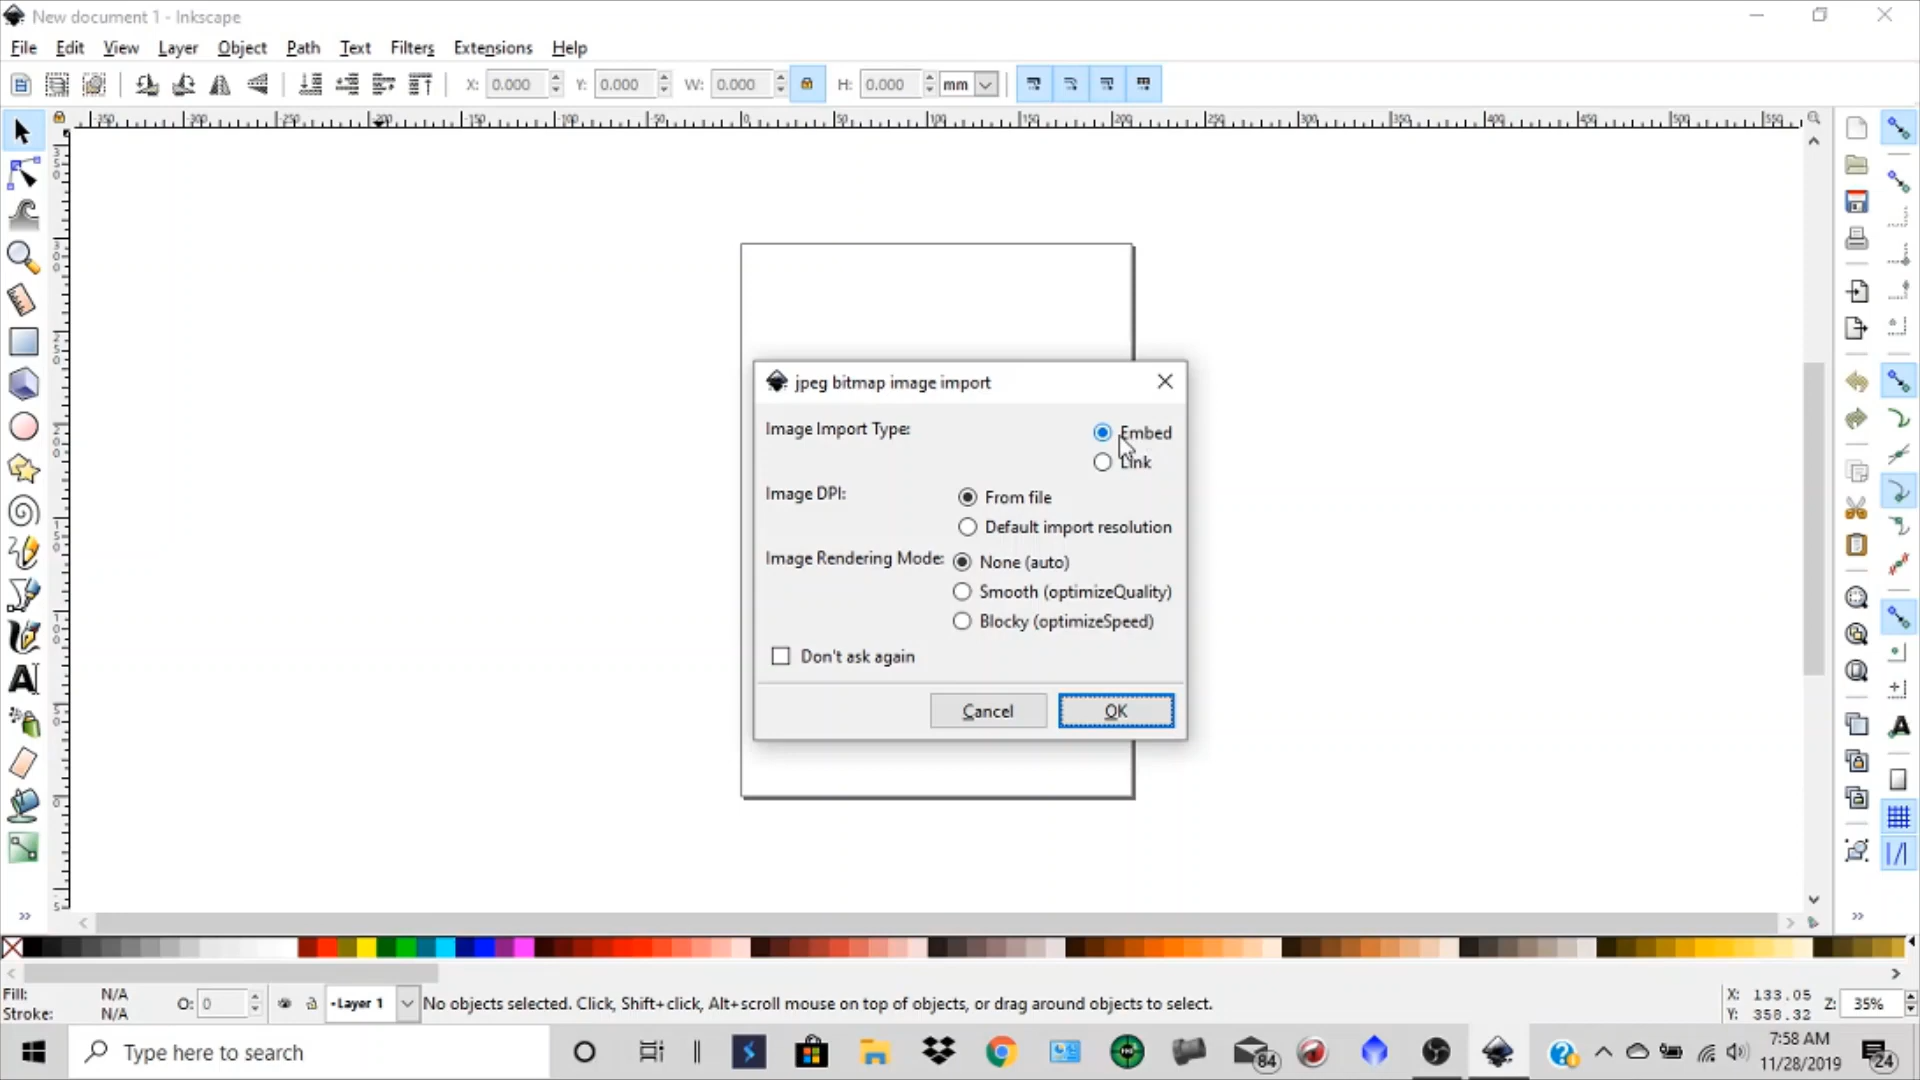 New document 1 - Inkscape
File Edit View Layer Object Path Text Filters Extensions Help
X: 0.000 Y: 0.000 W: 0.000 H: 0.000 mm
jpeg bitmap image import
Image Import Type: Embed
Link
Image DPI: From file
Default import resolution
Image Rendering Mode: None (auto)
Smooth (optimizeQuality)
Blocky (optimizeSpeed)
Don't ask again
Cancel OK
Fill: N/A
Stroke: N/A
O: 0
•Layer 1
No objects selected. Click, Shift+click, Alt+scroll mouse on top of objects, or drag around objects to select.
X: 133.05
Y: 358.32
Z: 35%
Type here to search
84
7:58 AM
11/28/2019
24